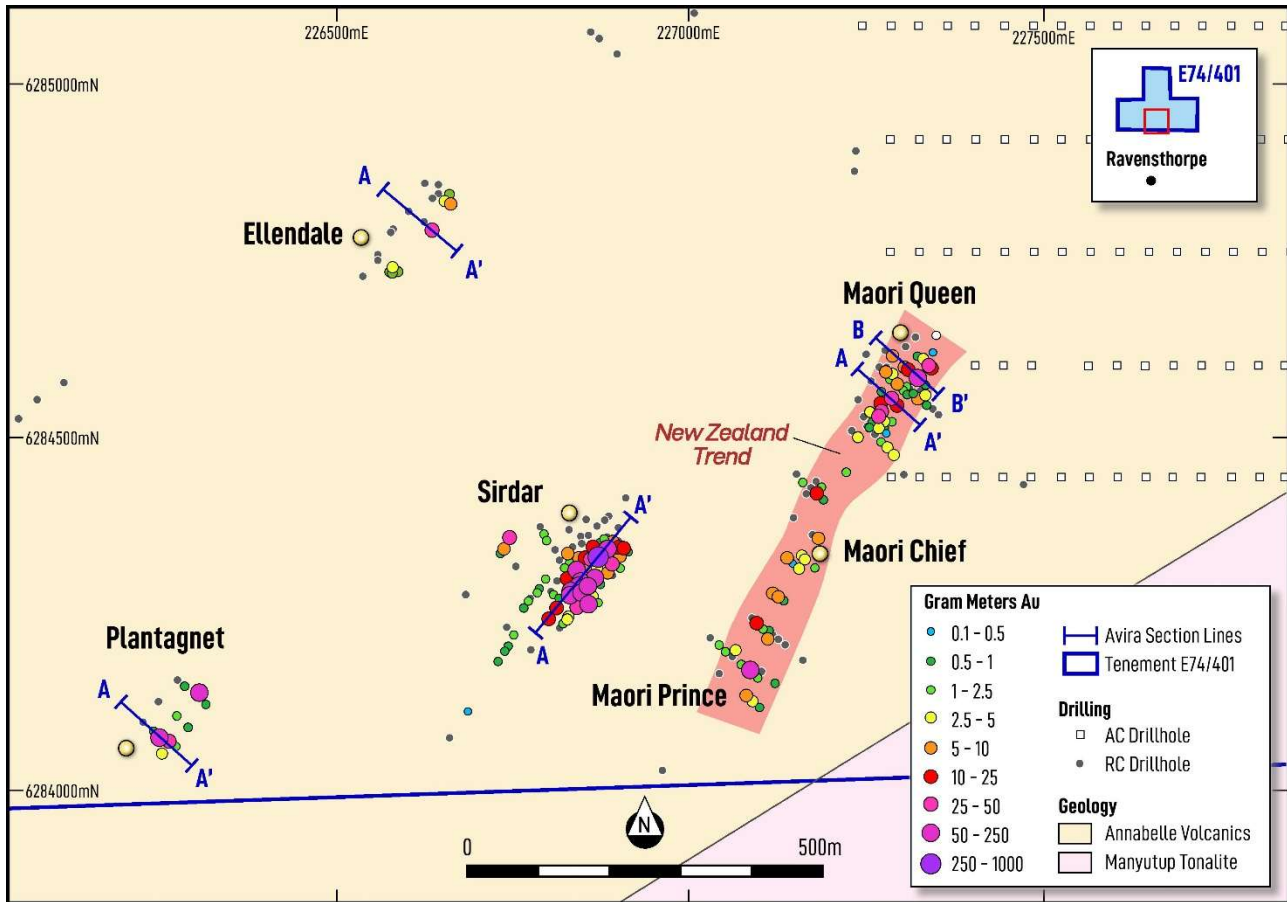 226500mE
227000mE
227500mE
6285000mN
E74/401
Ravensthorpe
A
Ellendale
A'
Maori Queen
B
A
B'
A'
6284500mN
New Zealand
Trend
Sirdar
A'
Maori Chief
A
Plantagnet
Maori Prince
A
A'
6284000mN
N
0
500m
Gram Meters Au
0.1 - 0.5
0.5 - 1
1 - 2.5
2.5 - 5
5 - 10
10 - 25
25 - 50
50 - 250
250 - 1000
Avira Section Lines
Tenement E74/401
Drilling
AC Drillhole
RC Drillhole
Geology
Annabelle Volcanics
Manyutup Tonalite